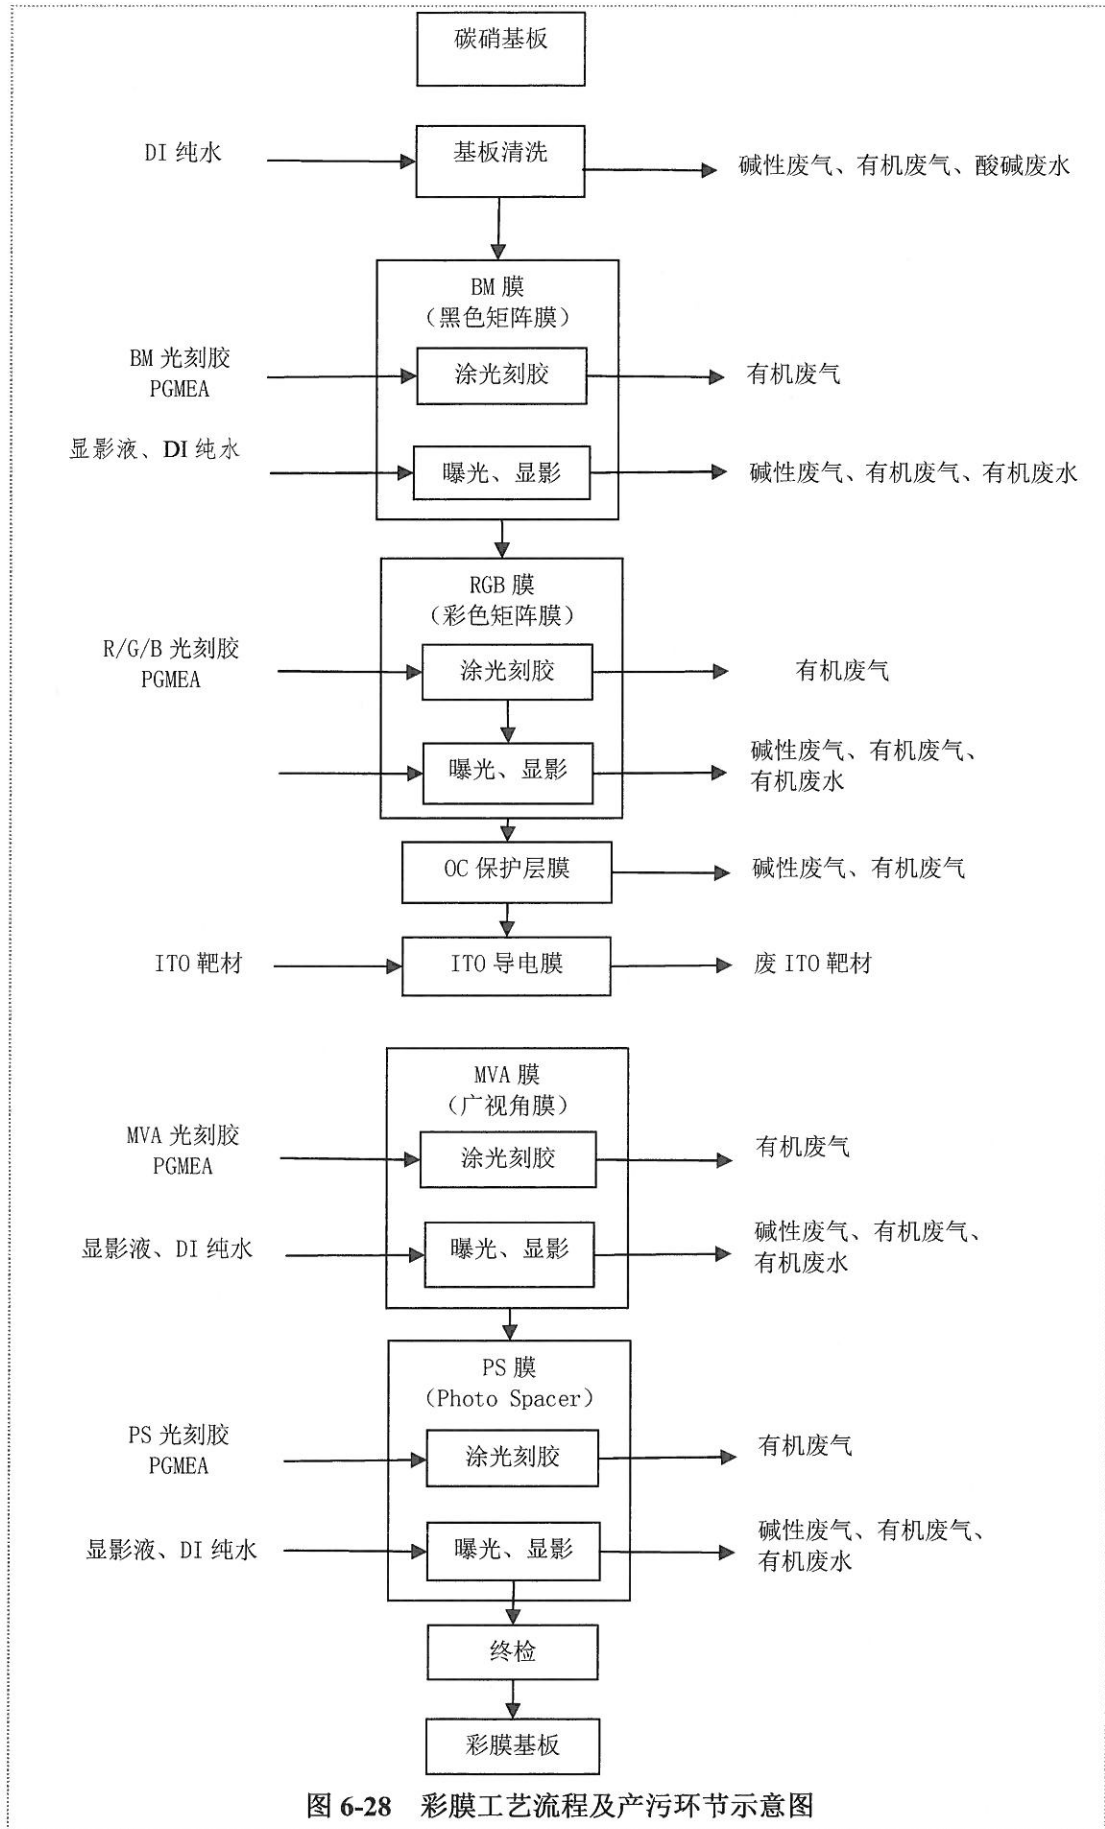 碳硝基板
DI 纯水
基板清洗
碱性废气、有机废气、酸碱废水
BM 膜
（黑色矩阵膜）
BM 光刻胶
PGMEA
涂光刻胶
有机废气
显影液、DI 纯水
曝光、显影
碱性废气、有机废气、有机废水
RGB 膜
（彩色矩阵膜）
R/G/B 光刻胶
PGMEA
涂光刻胶
有机废气
曝光、显影
碱性废气、有机废气、
有机废水
OC 保护层膜
碱性废气、有机废气
ITO 靶材
ITO 导电膜
废 ITO 靶材
MVA 膜
（广视角膜）
MVA 光刻胶
PGMEA
涂光刻胶
有机废气
显影液、DI 纯水
曝光、显影
碱性废气、有机废气、
有机废水
PS 膜
（Photo Spacer）
PS 光刻胶
PGMEA
涂光刻胶
有机废气
显影液、DI 纯水
曝光、显影
碱性废气、有机废气、
有机废水
终检
彩膜基板
图 6-28 彩膜工艺流程及产污环节示意图